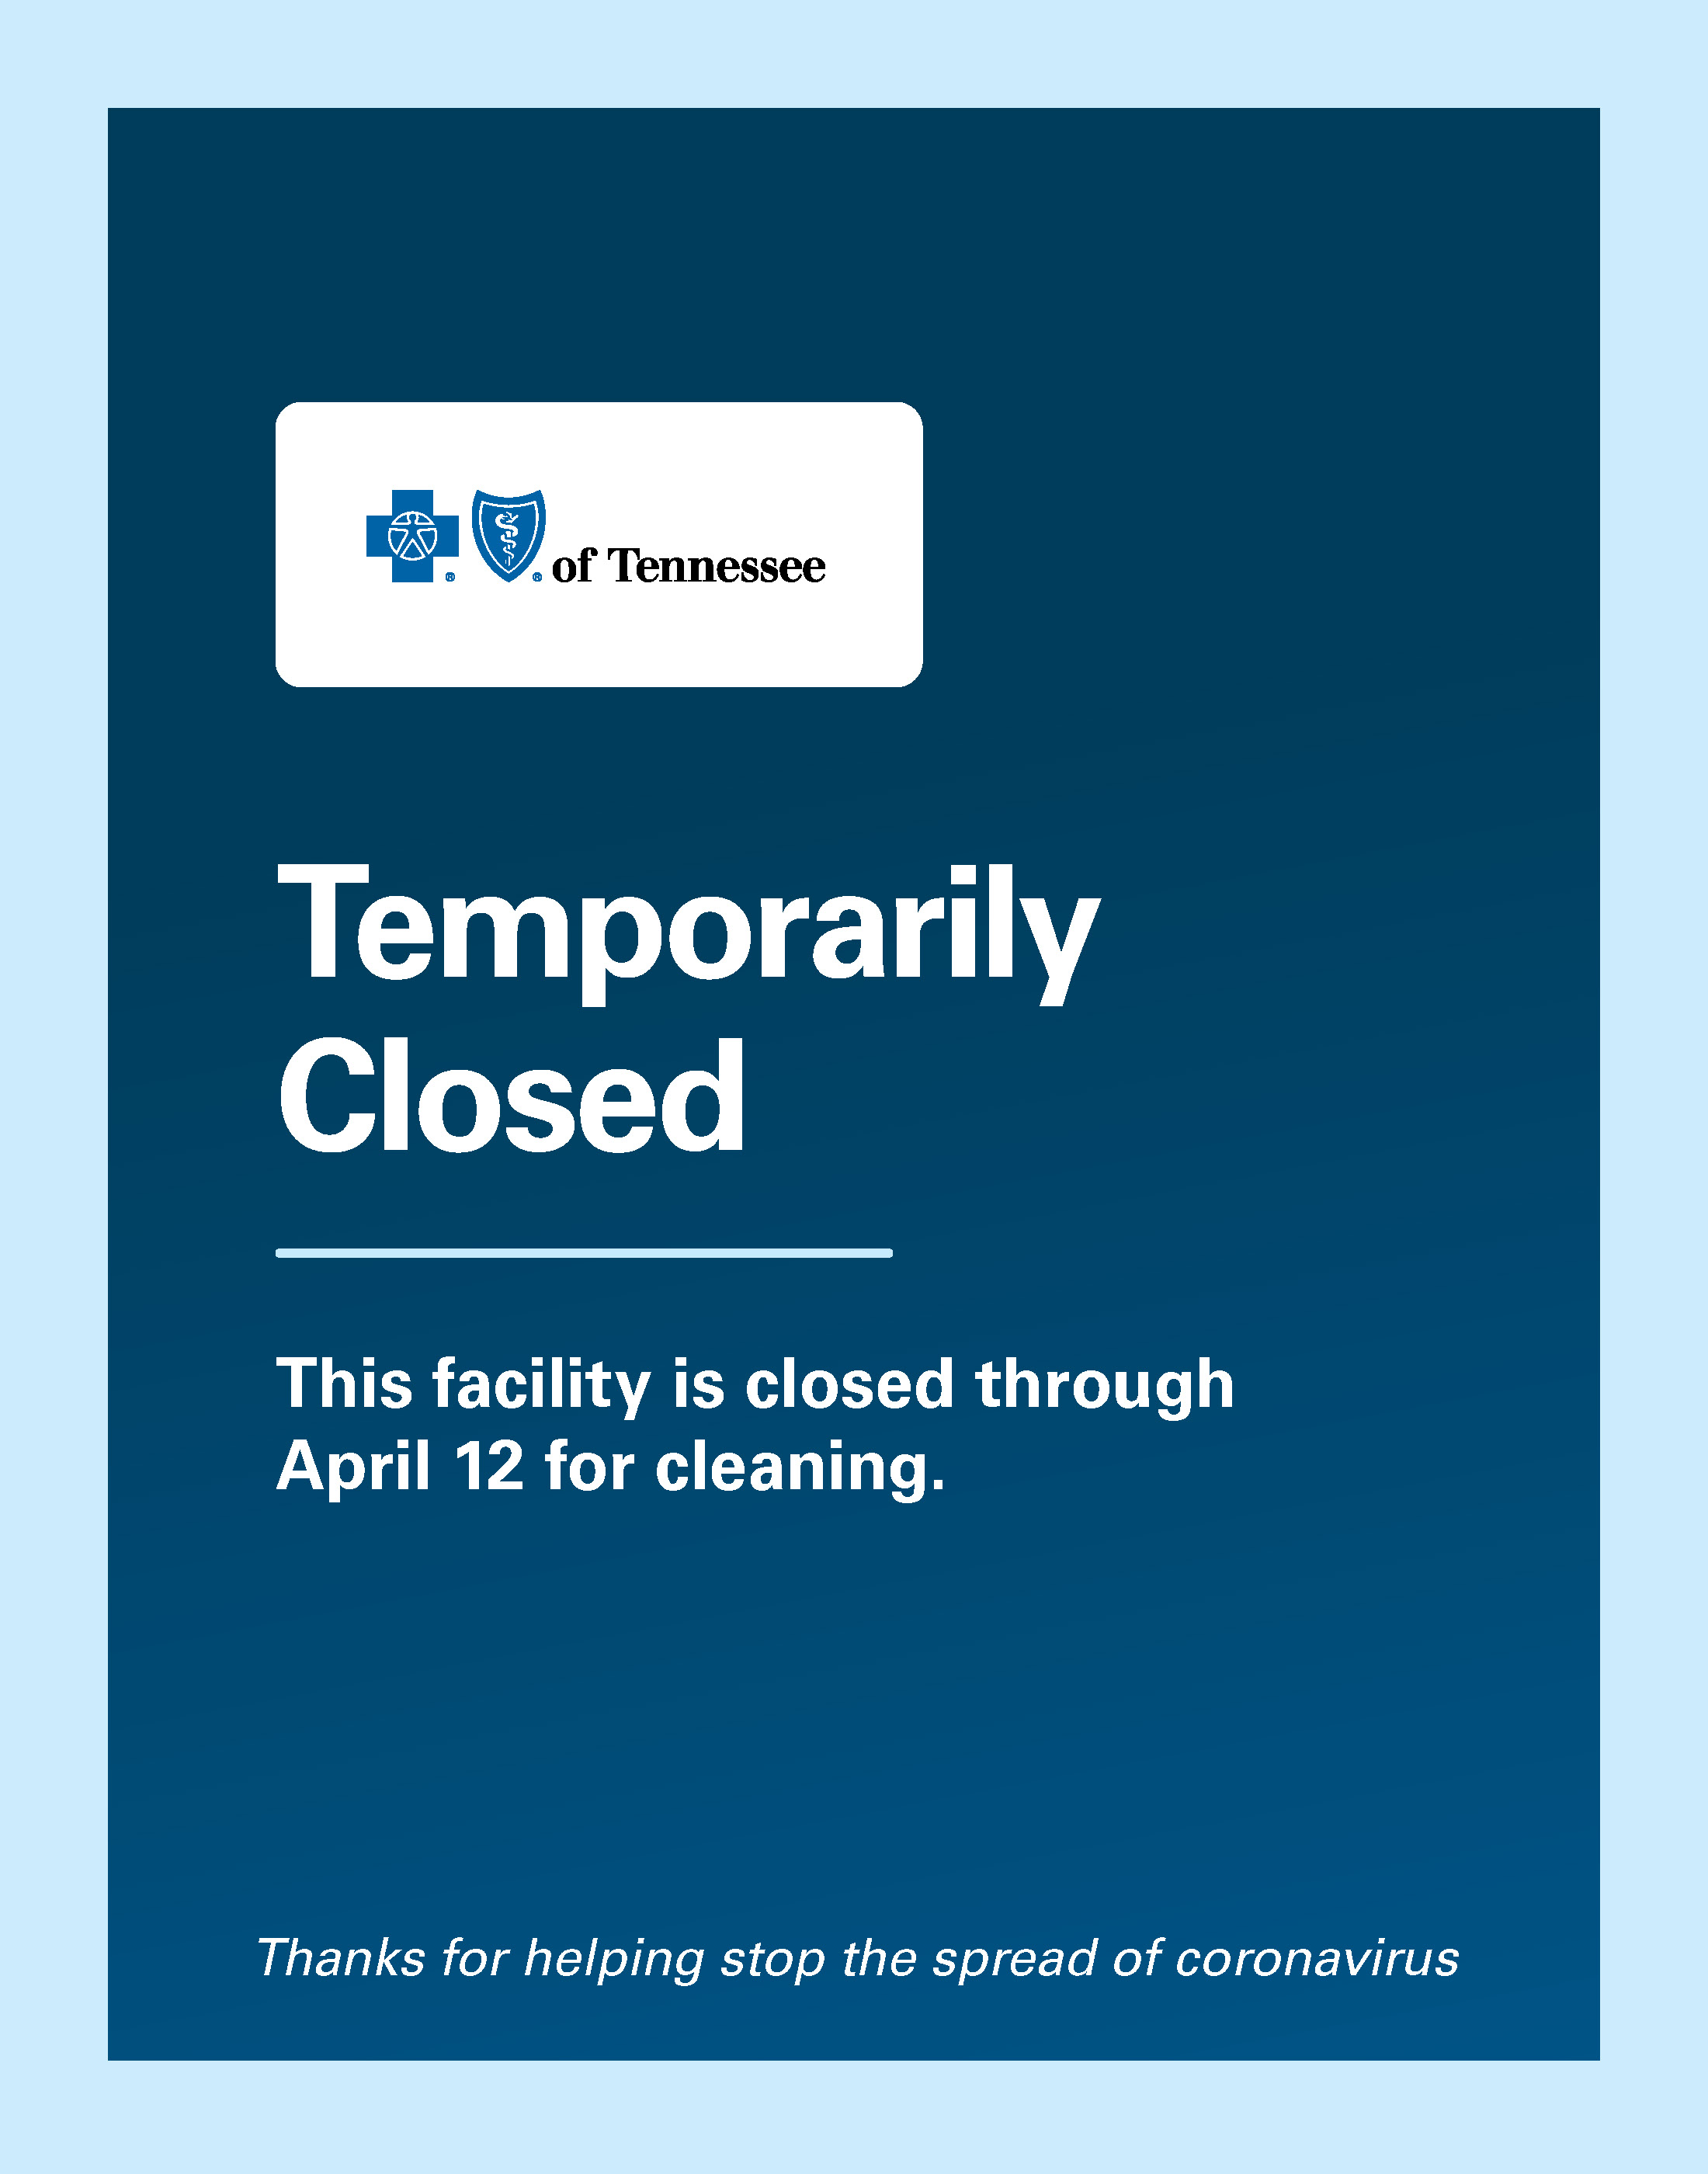 ® ® of Tennessee
Temporarily
Closed
This facility is closed through
April 12 for cleaning.
Thanks for helping stop the spread of coronavirus